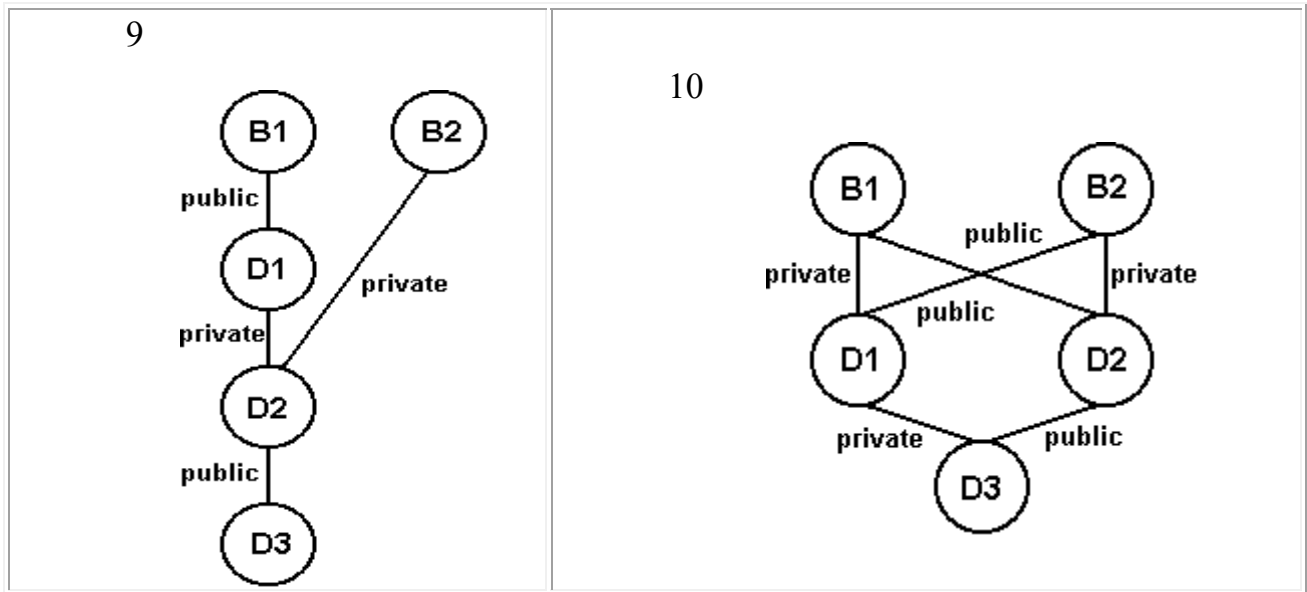 9
B1 B2
public
D1
private
private
D2
public
D3
10
B1 B2
public
private private
public
D1 D2
private public
D3